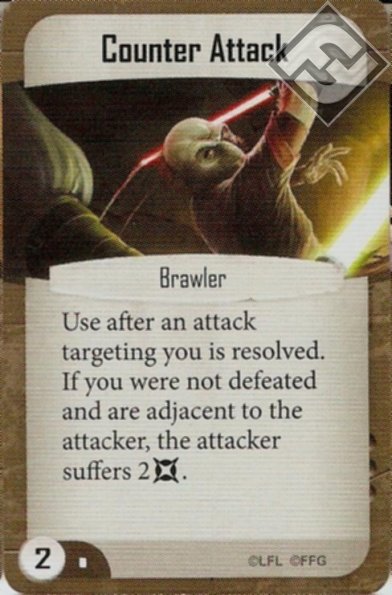 Counter Attack
Brawler
Use after an attack
targeting you is resolved.
If you were not defeated
and are adjacent to the
attacker, the attacker
suffers 2 .
2
©LFL ©FFG